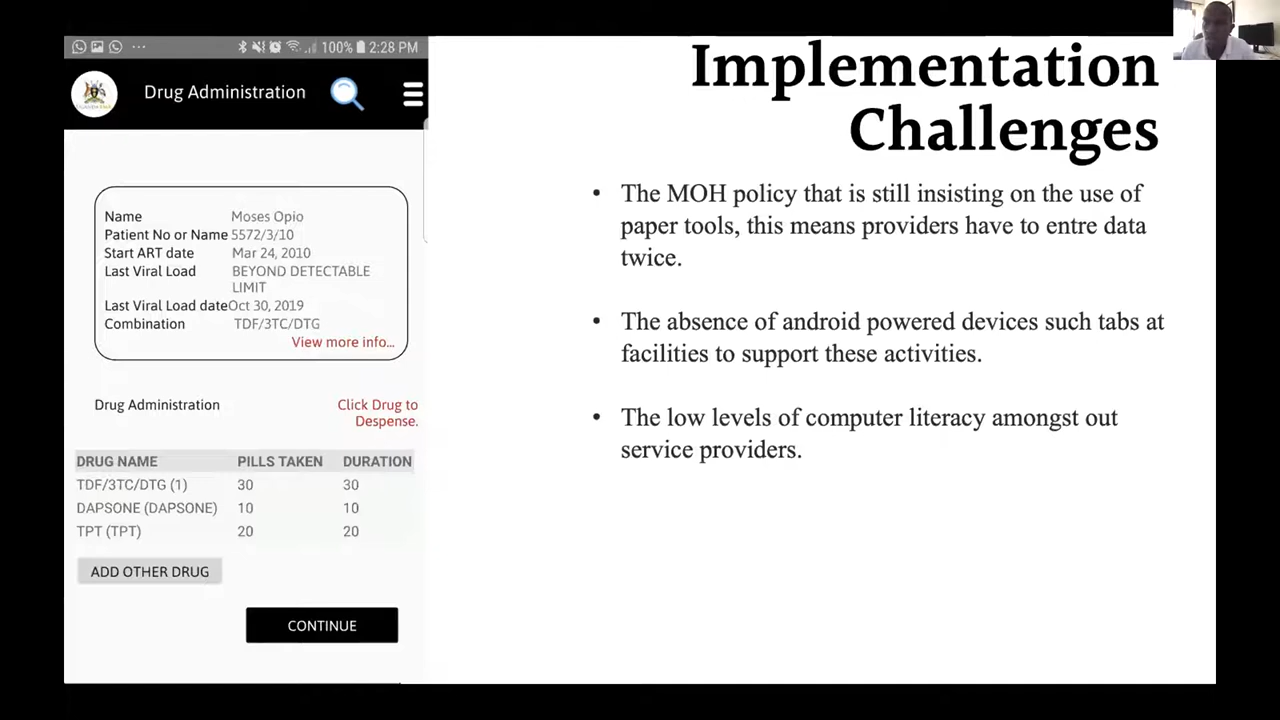 100% 2:28 PM
Drug Administration
Name Moses Opio
Patient No or Name 5572/3/10
Start ART date Mar 24, 2010
Last Viral Load BEYOND DETECTABLE
LIMIT
Last Viral Load date Oct 30, 2019
Combination TDF/3TC/DTG
View more info...
Drug Administration Click Drug to
Despense.
DRUG NAME PILLS TAKEN DURATION
TDF/3TC/DTG (1) 30 30
DAPSONE (DAPSONE) 10 10
TPT (TPT) 20 20
ADD OTHER DRUG
CONTINUE
Implementation
Challenges
• The MOH policy that is still insisting on the use of
paper tools, this means providers have to entre data
twice.
• The absence of android powered devices such tabs at
facilities to support these activities.
• The low levels of computer literacy amongst out
service providers.